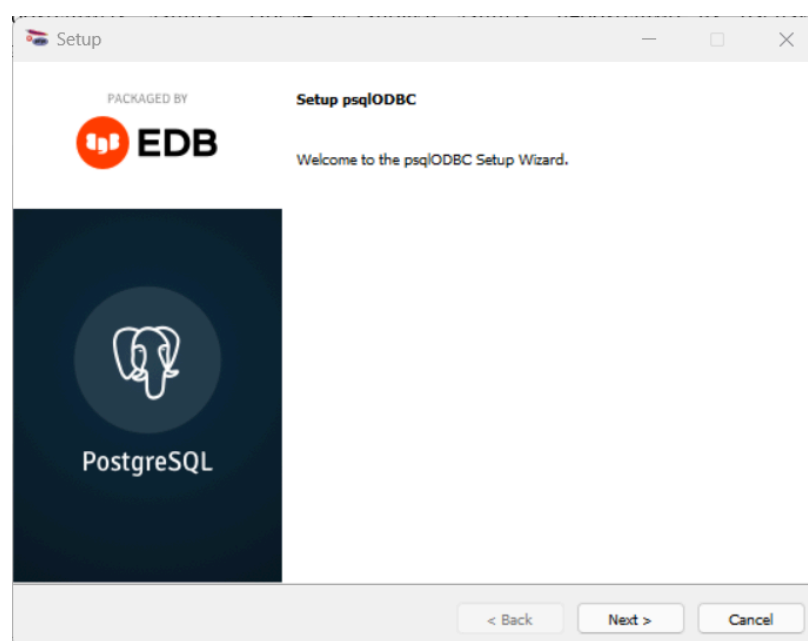 Setup
PACKAGED BY
EDB
Setup psqlODBC
Welcome to the psqlODBC Setup Wizard.
PostgreSQL
< Back
Next >
Cancel